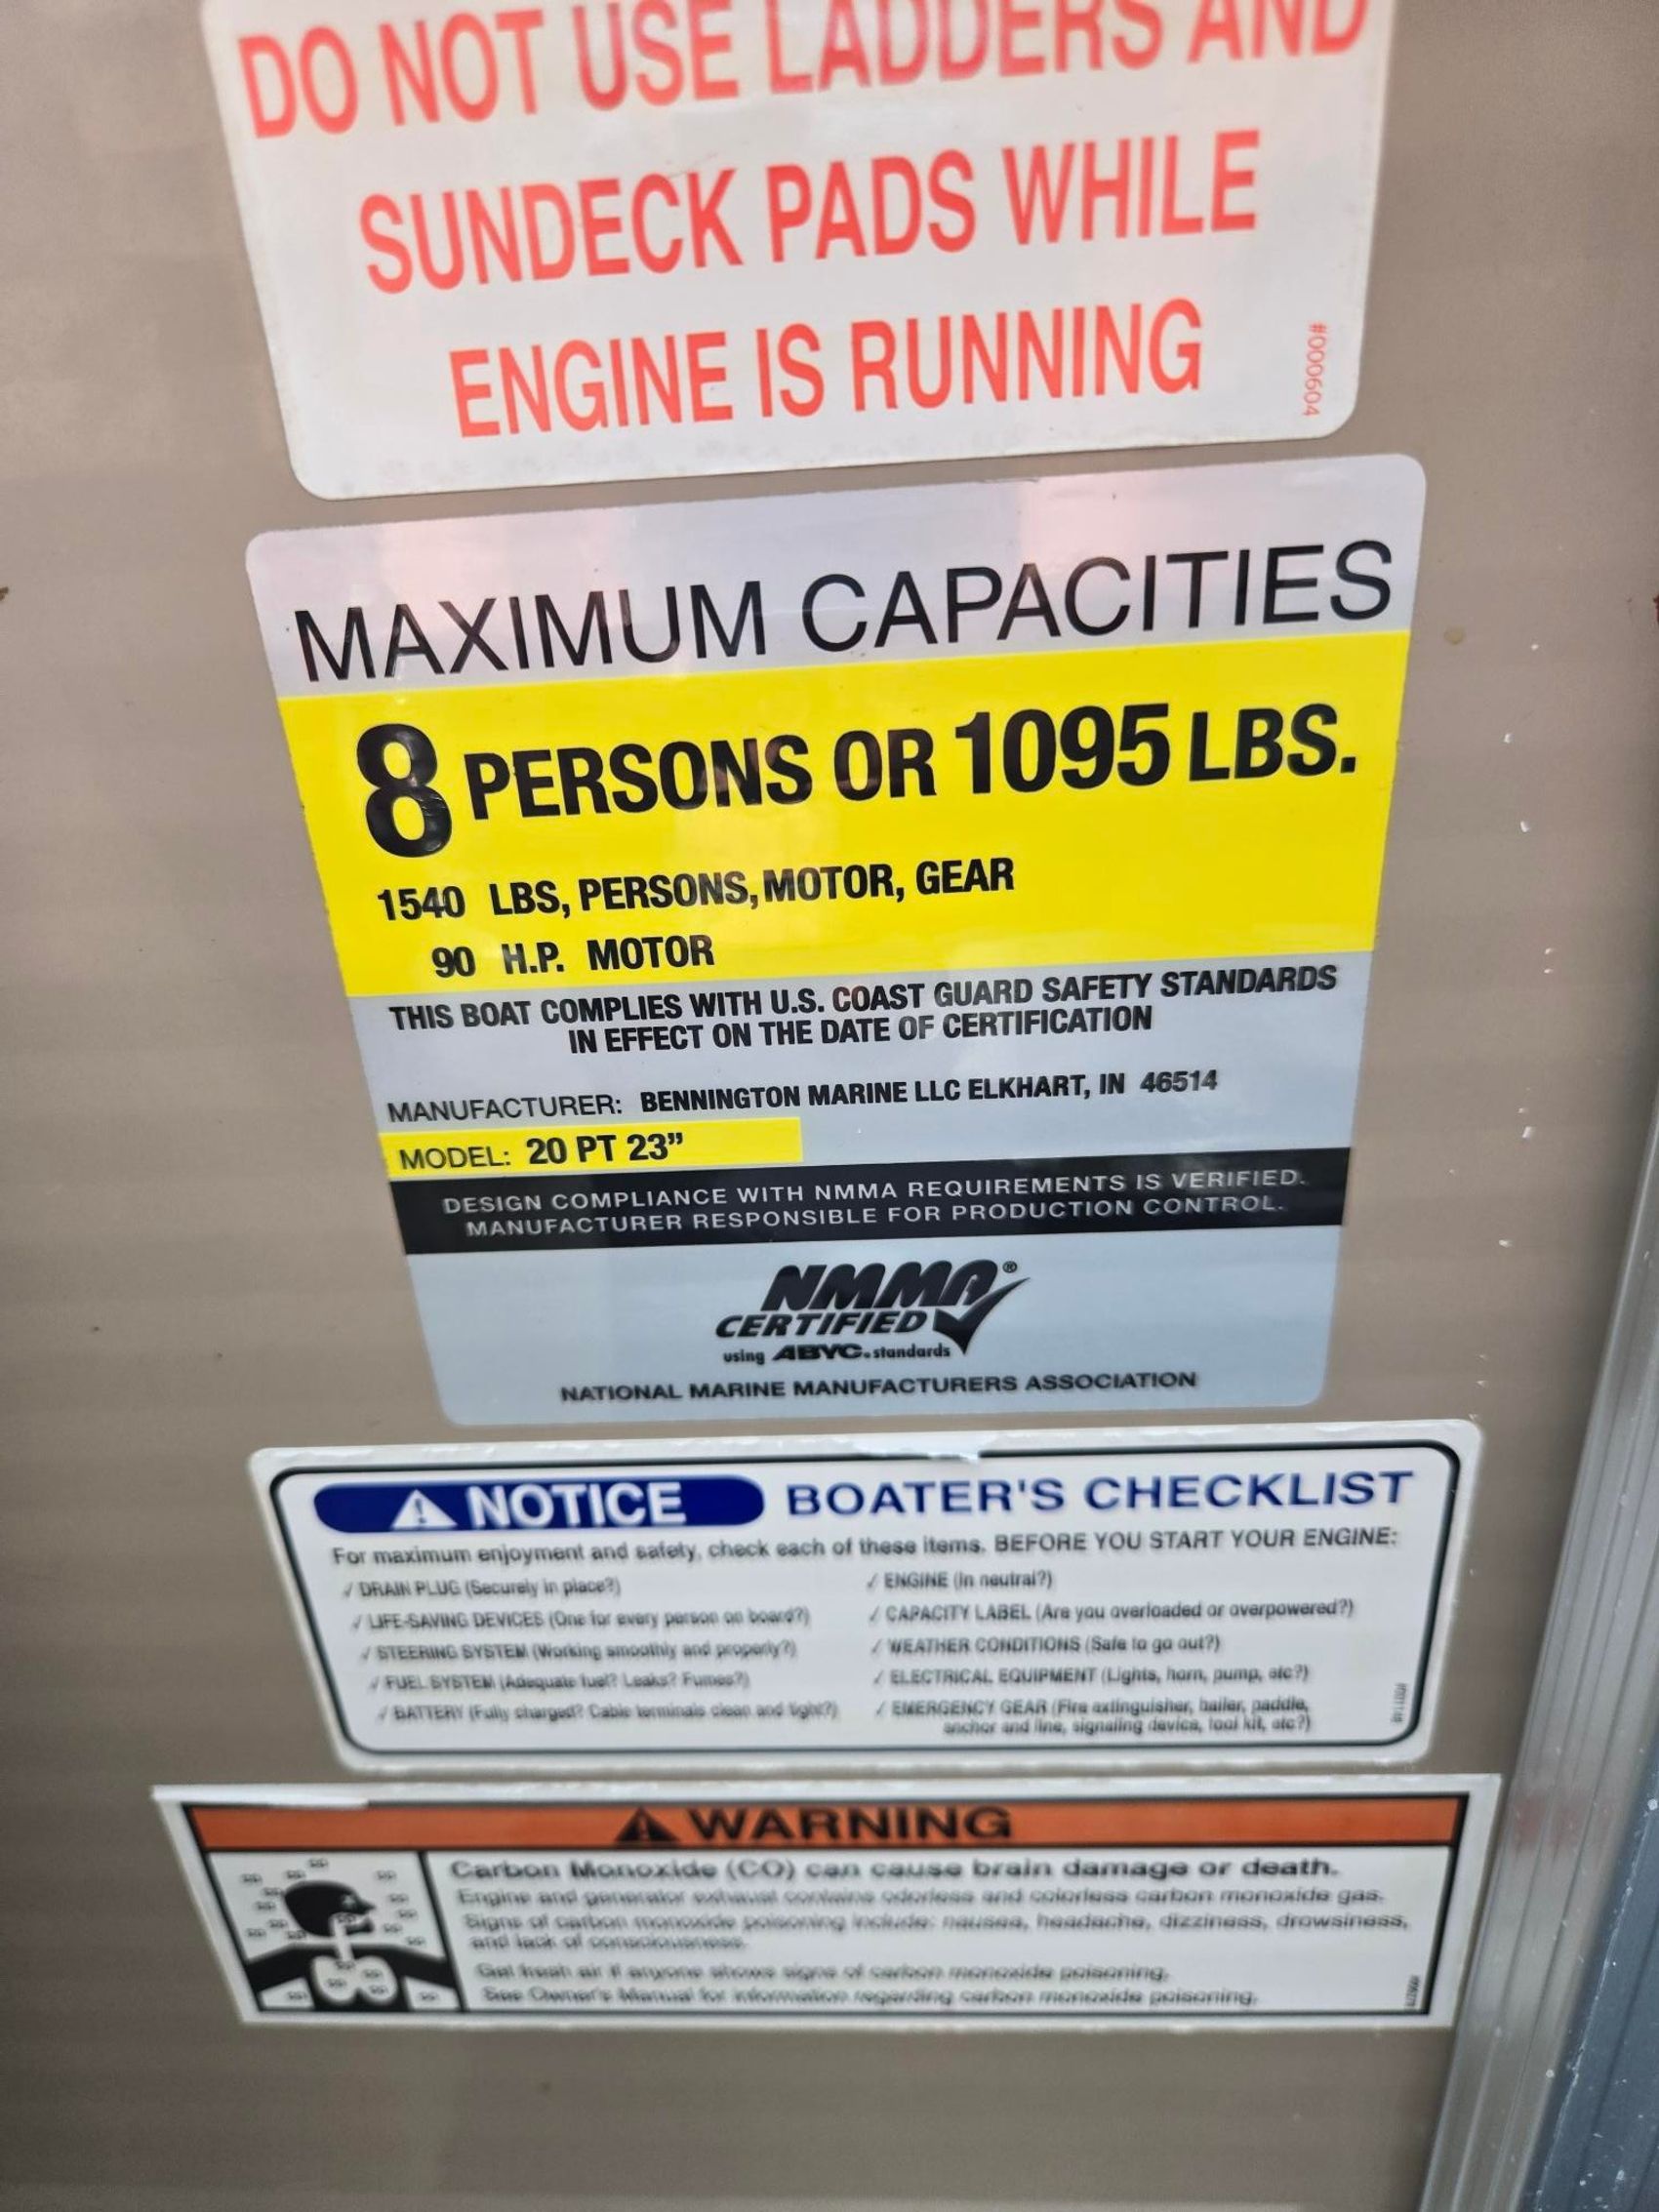 DO NOT USE LADDERS AND
SUNDECK PADS WHILE
ENGINE IS RUNNING
#000604
MAXIMUM CAPACITIES
8 PERSONS OR 1095 LBS.
1540 LBS, PERSONS, MOTOR, GEAR
90 H.P. MOTOR
THIS BOAT COMPLIES WITH U.S. COAST GUARD SAFETY STANDARDS
IN EFFECT ON THE DATE OF CERTIFICATION
MANUFACTURER: BENNINGTON MARINE LLC ELKHART, IN 46514
MODEL: 20 PT 23”
DESIGN COMPLIANCE WITH NMMA REQUIREMENTS IS VERIFIED.
MANUFACTURER RESPONSIBLE FOR PRODUCTION CONTROL.
NMMA®
CERTIFIED
using ABYC. standards
NATIONAL MARINE MANUFACTURERS ASSOCIATION
NOTICE BOATER'S CHECKLIST
For maximum enjoyment and safety, check each of these items. BEFORE YOU START YOUR ENGINE:
✓ DRAIN PLUG (Securely in place?)
✓ LIFE-SAVING DEVICES (One for every person on board?)
✓ STEERING SYSTEM (Working smoothly and properly?)
✓ FUEL SYSTEM (Adequate fuel? Leaks? Fumes?)
✓ BATTERY (Fully charged? Cable terminals clean and tight?)
✓ ENGINE (In neutral?)
✓ CAPACITY LABEL (Are you overloaded or overpowered?)
✓ WEATHER CONDITIONS (Safe to go out?)
✓ ELECTRICAL EQUIPMENT (Lights, horn, pump, etc?)
✓ EMERGENCY GEAR (Fire extinguisher, bailer, paddle,
anchor and line, signaling device, tool kit, etc?)
WARNING
Carbon Monoxide (CO) can cause brain damage or death.
Engine and generator exhaust contains odorless and colorless carbon monoxide gas.
Signs of carbon monoxide poisoning include: nausea, headache, dizziness, drowsiness,
and lack of consciousness.
Get fresh air if anyone shows signs of carbon monoxide poisoning.
See Owner's Manual for information regarding carbon monoxide poisoning.